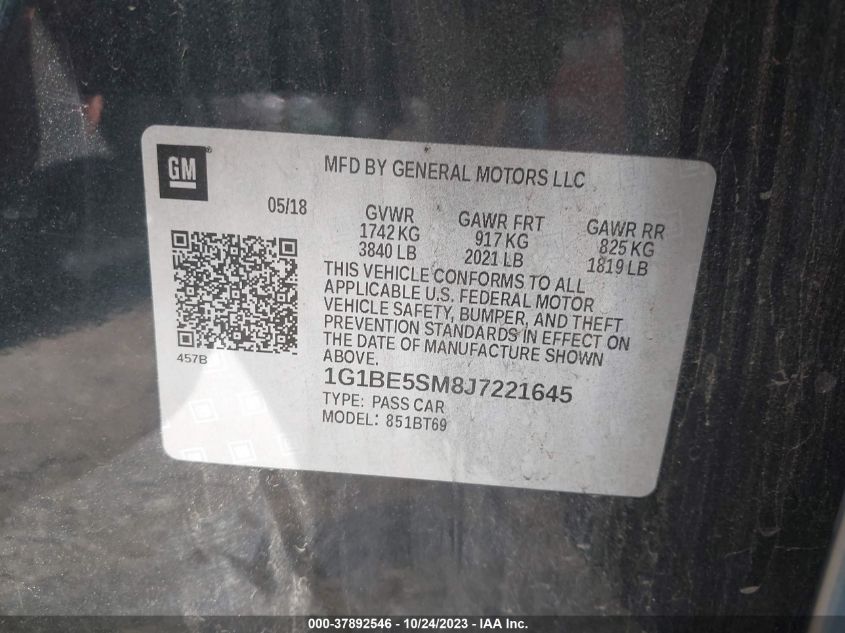 GM
MFD BY GENERAL MOTORS LLC
05/18
GVWR GAWR FRT GAWR RR
1742 KG 917 KG 825 KG
3840 LB 2021 LB 1819 LB
THIS VEHICLE CONFORMS TO ALL
APPLICABLE U.S. FEDERAL MOTOR
VEHICLE SAFETY, BUMPER, AND THEFT
PREVENTION STANDARDS IN EFFECT ON
THE DATE OF MANUFACTURE SHOWN
ABOVE.
457B
1G1BE5SM8J7221645
TYPE: PASS CAR
MODEL: 851BT69
000-37892546 - 10/24/2023 - IAA Inc.